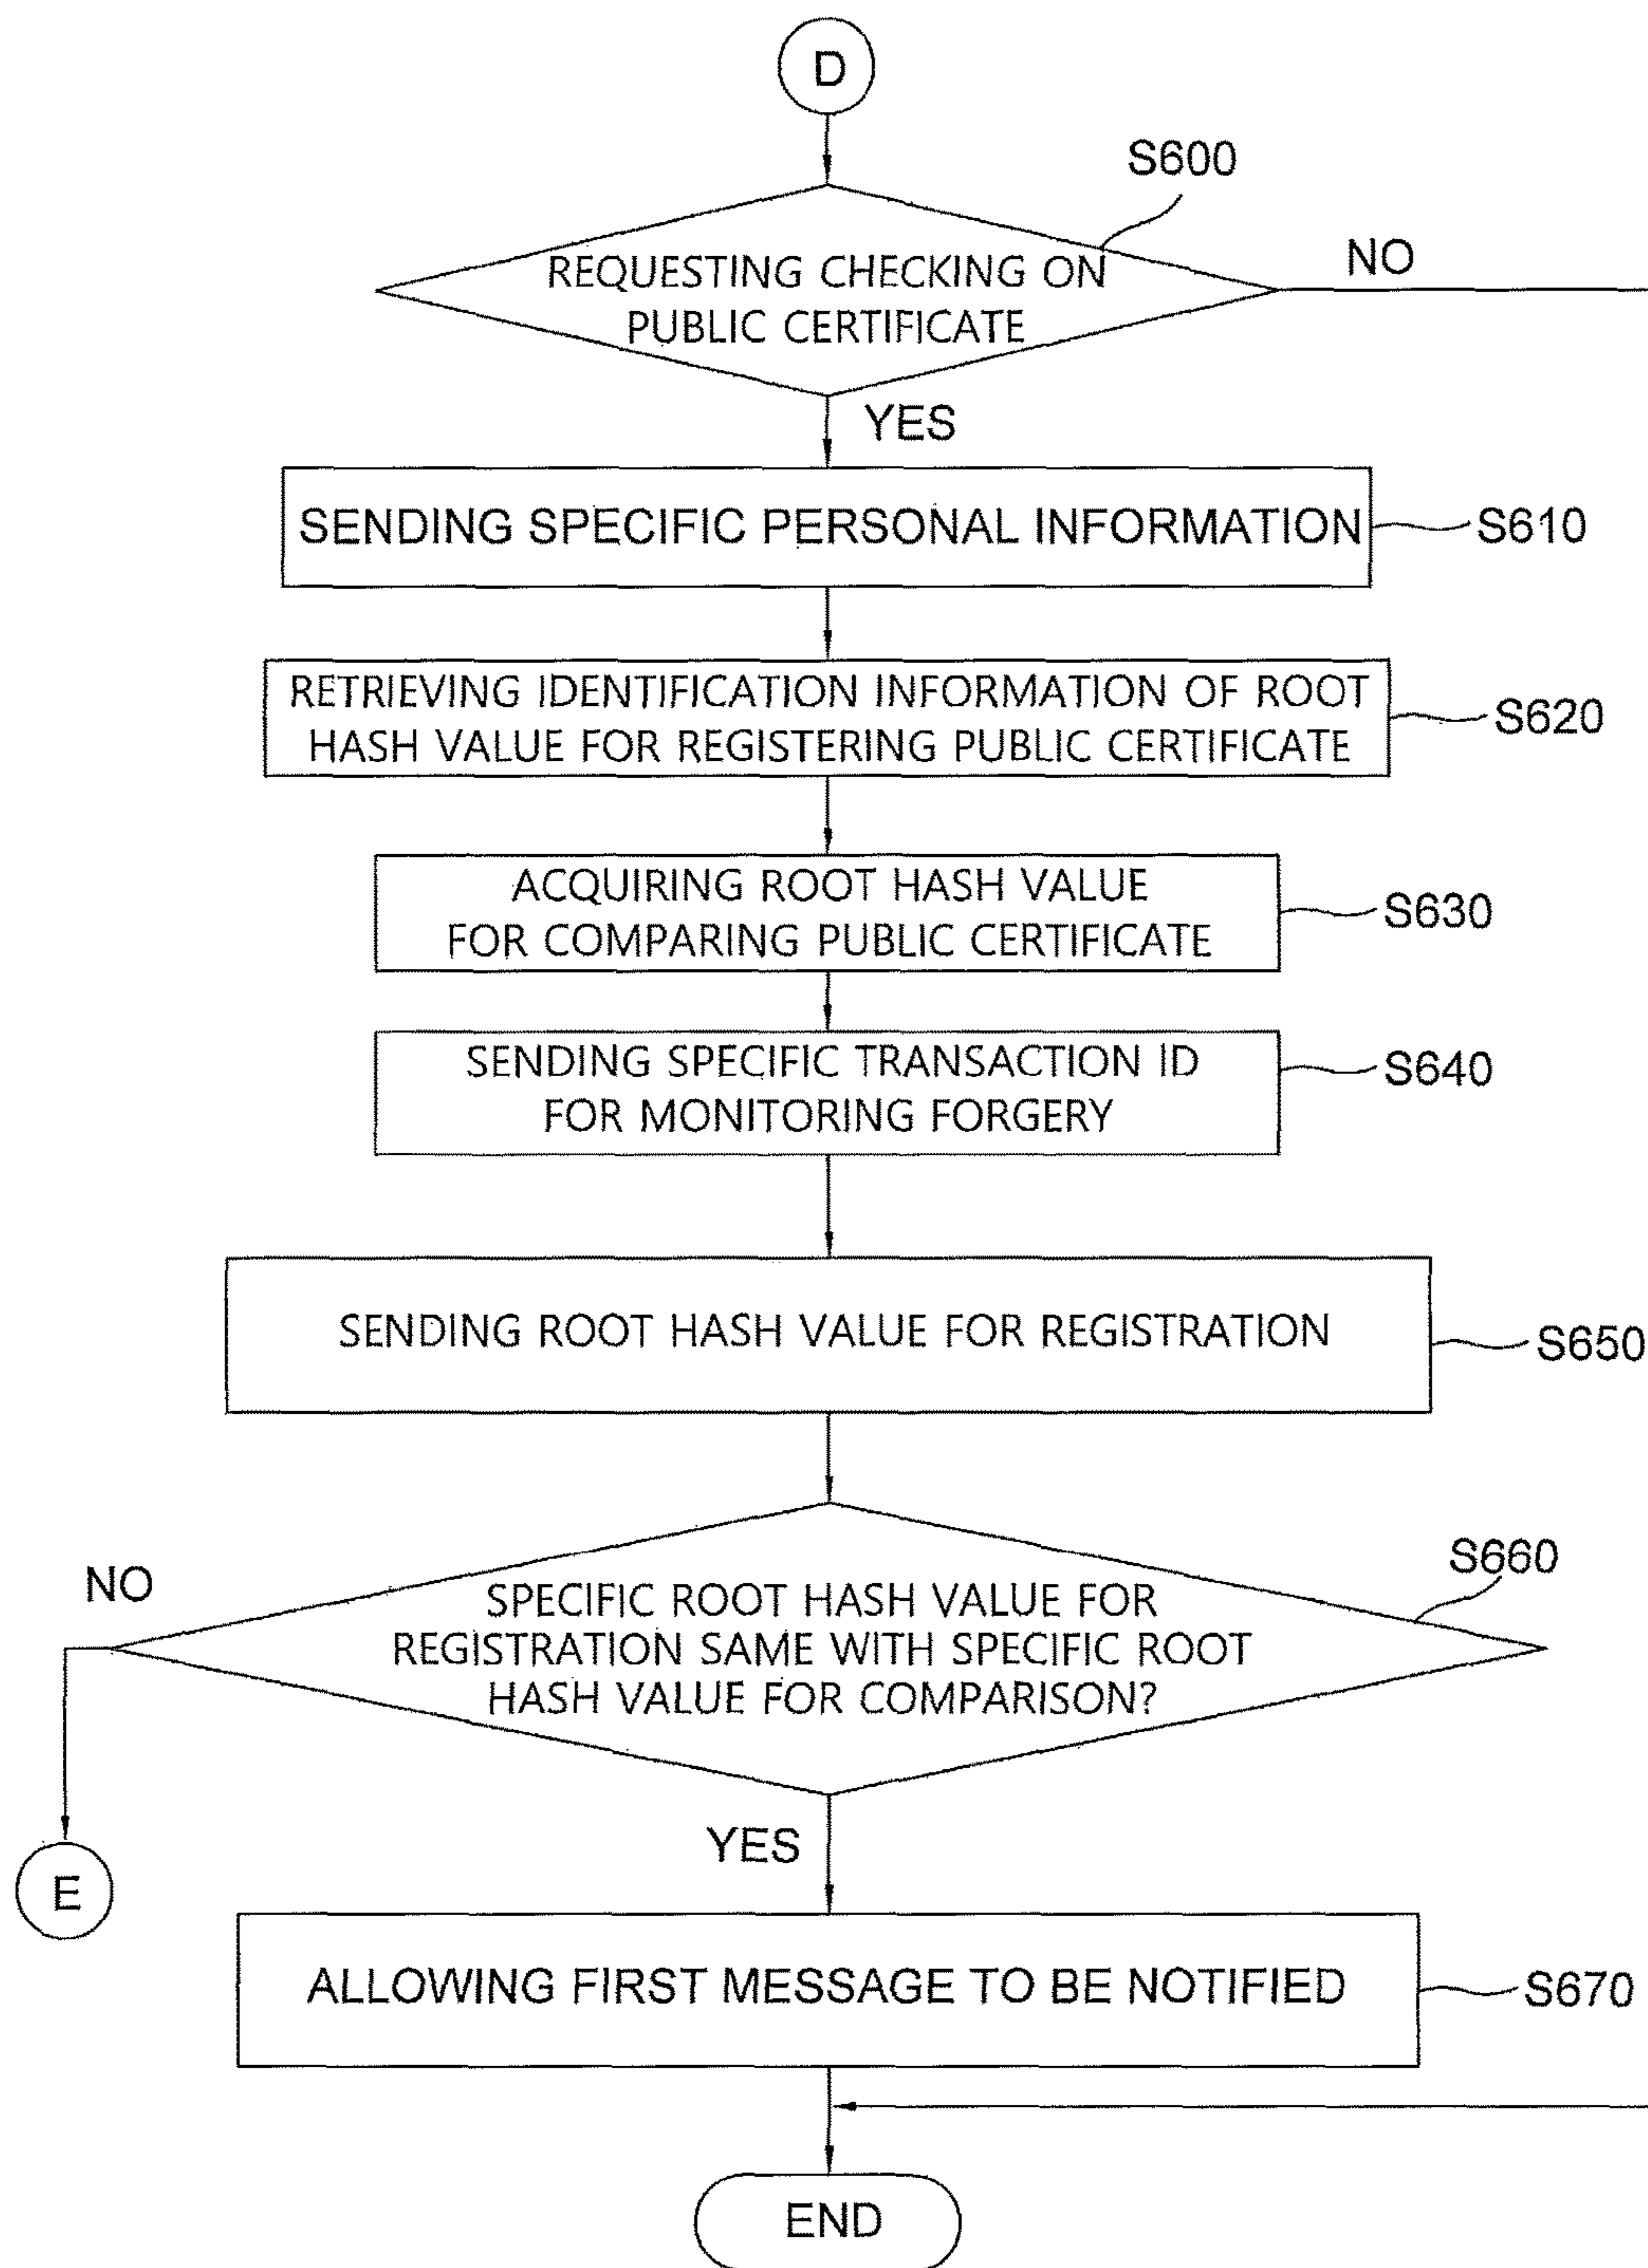 D
S600
REQUESTING CHECKING ON
PUBLIC CERTIFICATE
NO
YES
SENDING SPECIFIC PERSONAL INFORMATION
S610
RETRIEVING IDENTIFICATION INFORMATION OF ROOT
HASH VALUE FOR REGISTERING PUBLIC CERTIFICATE
S620
ACQUIRING ROOT HASH VALUE
FOR COMPARING PUBLIC CERTIFICATE
S630
SENDING SPECIFIC TRANSACTION ID
FOR MONITORING FORGERY
S640
SENDING ROOT HASH VALUE FOR REGISTRATION
S650
NO
S660
SPECIFIC ROOT HASH VALUE FOR
REGISTRATION SAME WITH SPECIFIC ROOT
HASH VALUE FOR COMPARISON?
YES
E
ALLOWING FIRST MESSAGE TO BE NOTIFIED
S670
END